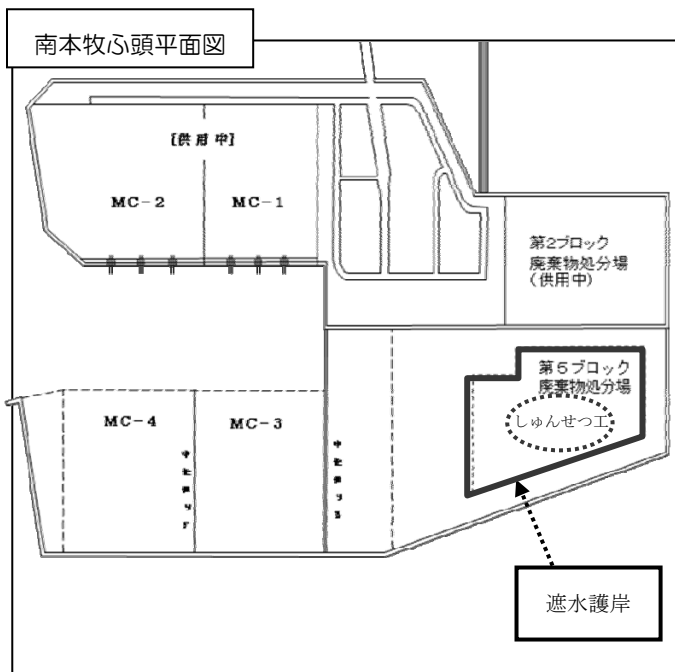 南本牧ふ頭平面図
[供用中]
MC-2
MC-1
第2ブロック
廃棄物処分場
(供用中)
第5ブロック
廃棄物処分場
しゅんせつ工
MC-4
MC-3
遮水護岸